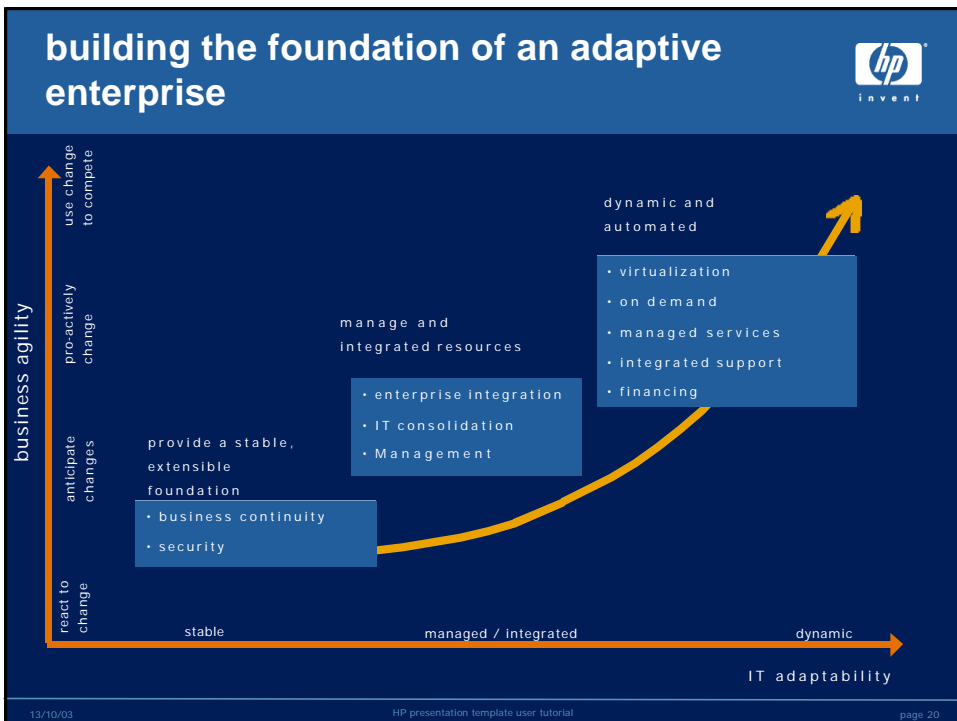 building the foundation of an adaptive
enterprise
hp
invent
business agility
use change
to compete
pro-actively
change
anticipate
changes
react to
change
dynamic and
automated
• virtualization
• on demand
• managed services
• integrated support
• financing
manage and
integrated resources
• enterprise integration
• IT consolidation
• Management
provide a stable,
extensible
foundation
• business continuity
• security
stable
managed / integrated
dynamic
IT adaptability
13/10/03
HP presentation template user tutorial
page 20